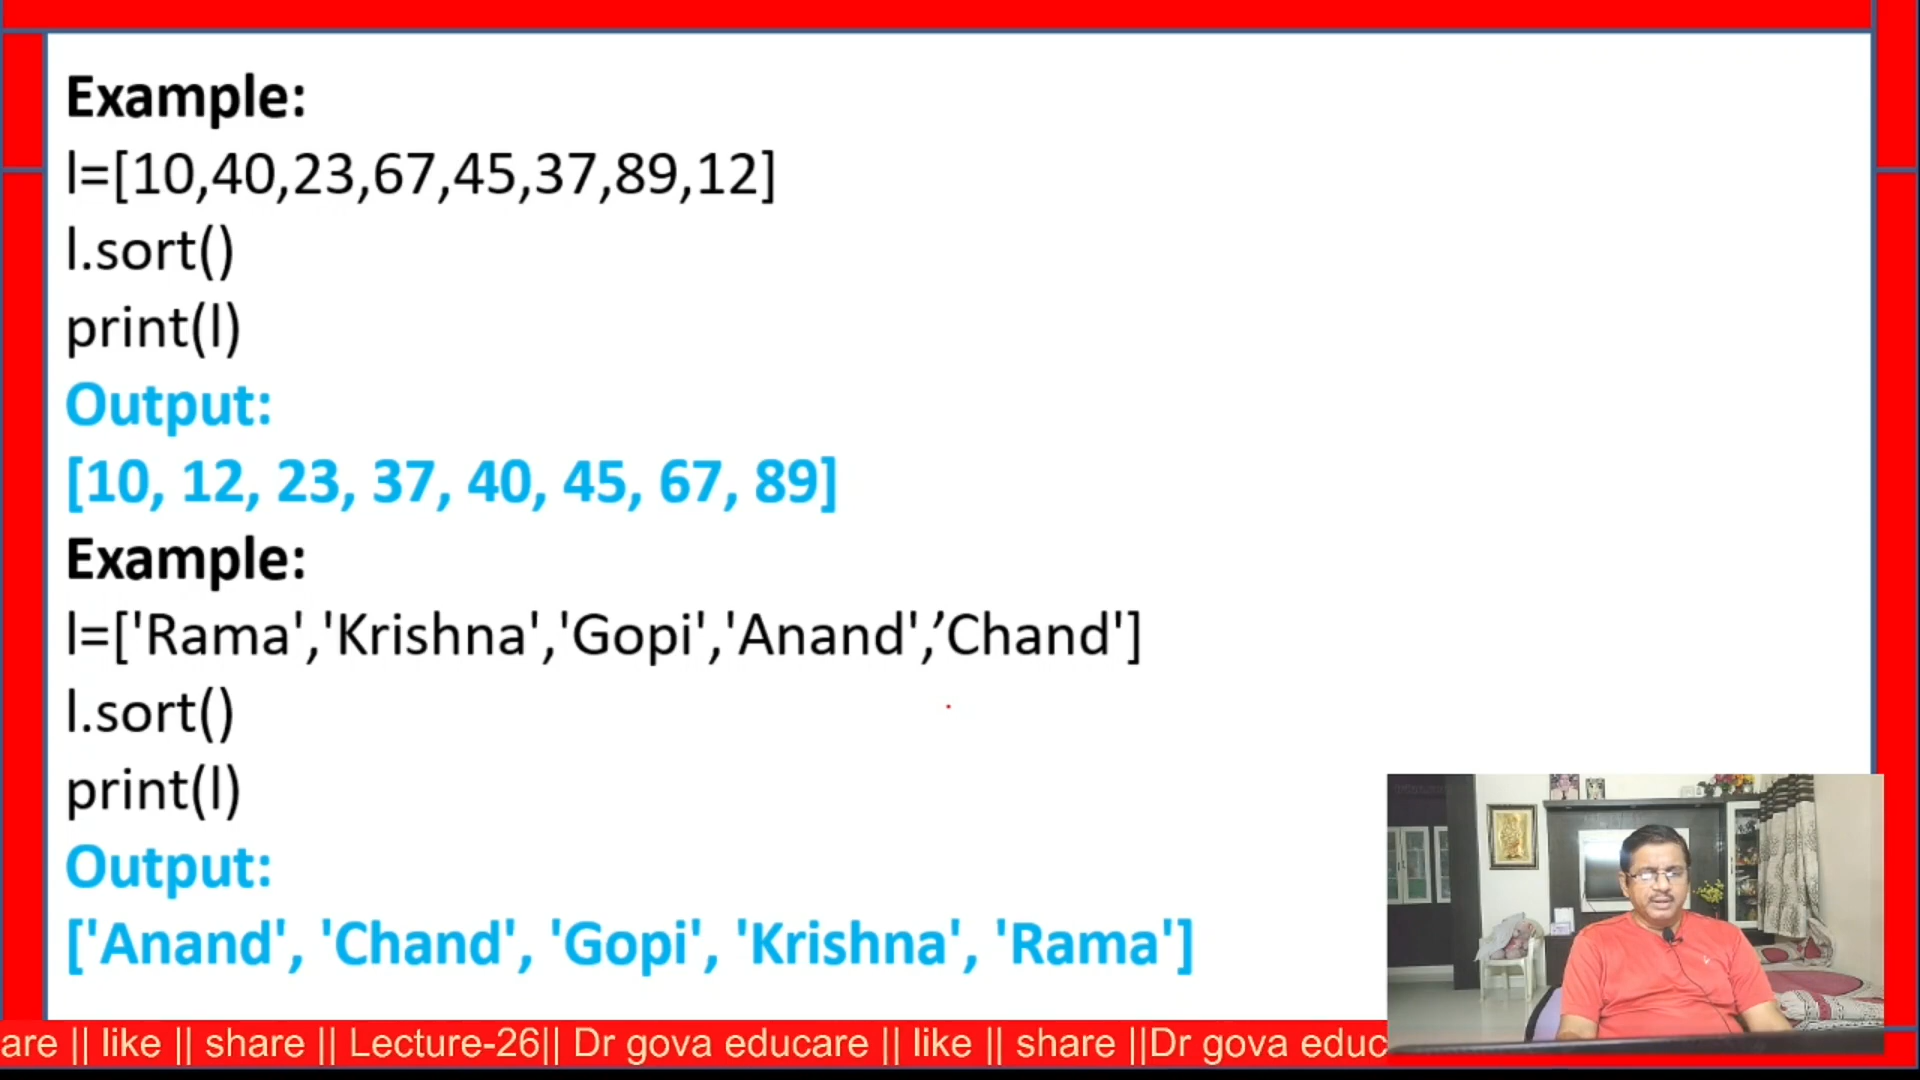 Example:
l=[10,40,23,67,45,37,89,12]
l.sort()
print(l)
Output:
[10, 12, 23, 37, 40, 45, 67, 89]
Example:
l=['Rama','Krishna','Gopi','Anand',’Chand']
l.sort()
print(l)
Output:
['Anand', 'Chand', 'Gopi', 'Krishna', 'Rama']
are || like || share || Lecture-26|| Dr gova educare || like || share ||Dr gova educ